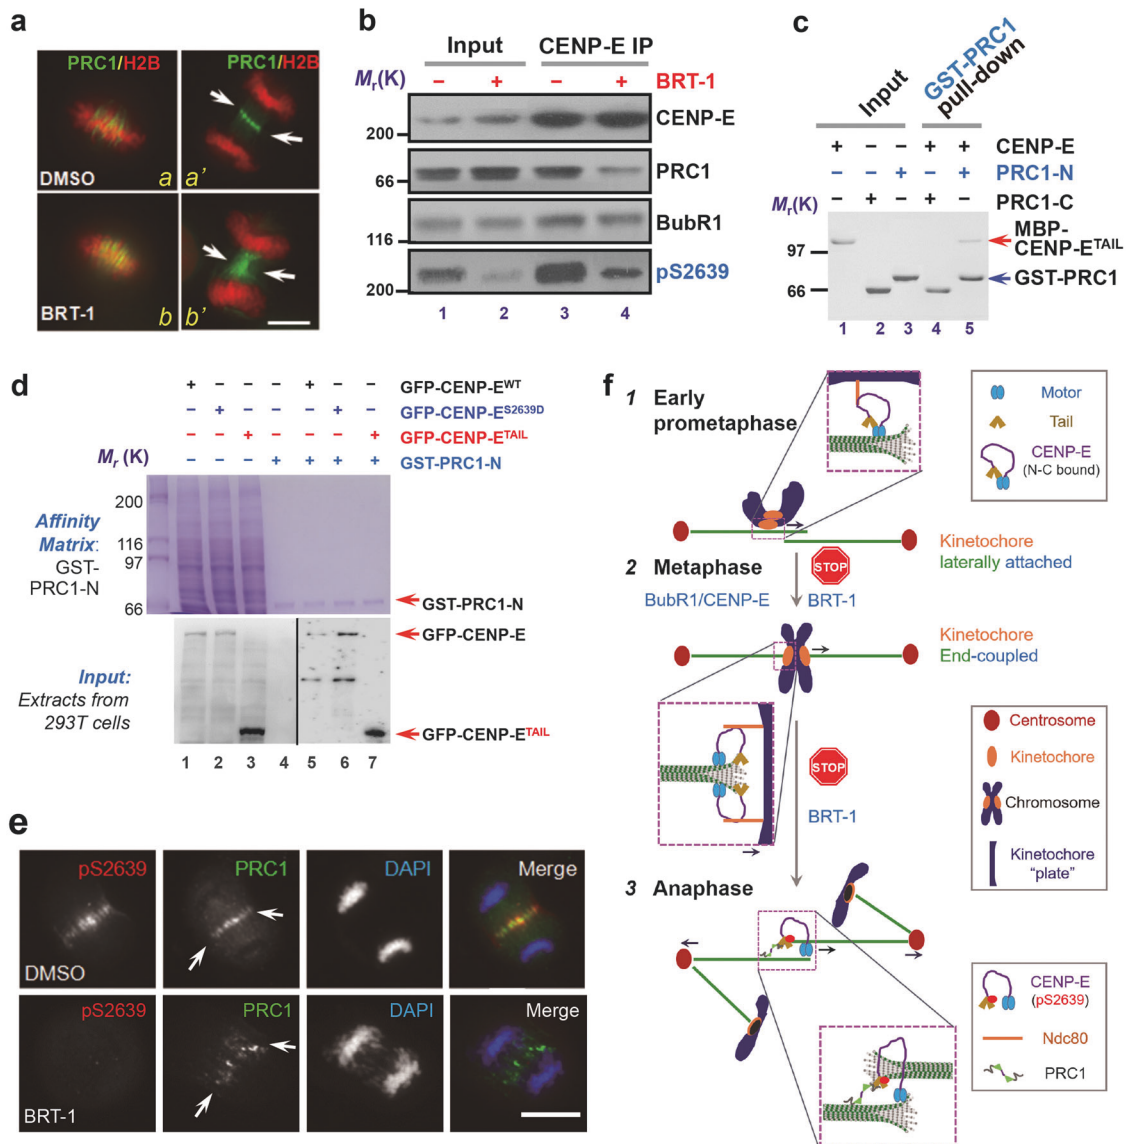 a
PRC1/H2B
PRC1/H2B
DMSO
a
a'
BRT-1
b
b'
b
Input
CENP-E IP
Mr(K)
− + − +
BRT-1
CENP-E
200
PRC1
66
BubR1
116
pS2639
200
1 2 3 4
c
Input
GST-PRC1
pull-down
+ − − + + CENP-E
− − + − + PRC1-N
− + − + − PRC1-C
Mr(K)
97
66
MBP-
CENP-ETAIL
GST-PRC1
1 2 3 4 5
d
+ − − − + − − GFP-CENP-EWT
− + − − − + − GFP-CENP-ES2639D
− − + − − − + GFP-CENP-ETAIL
− − − + + + + GST-PRC1-N
Mr (K)
200
116
97
66
Affinity
Matrix:
GST-
PRC1-N
GST-PRC1-N
GFP-CENP-E
Input:
Extracts from
293T cells
GFP-CENP-ETAIL
1 2 3 4 5 6 7
e
pS2639
PRC1
DAPI
Merge
DMSO
pS2639
PRC1
DAPI
Merge
BRT-1
f
1 Early
prometaphase
Motor
Tail
CENP-E
(N-C bound)
Kinetochore
laterally attached
2 Metaphase
STOP
BubR1/CENP-E
BRT-1
Kinetochore
End-coupled
STOP
BRT-1
Centrosome
Kinetochore
Chromosome
Kinetochore
"plate"
3 Anaphase
CENP-E
(pS2639)
Ndc80
PRC1